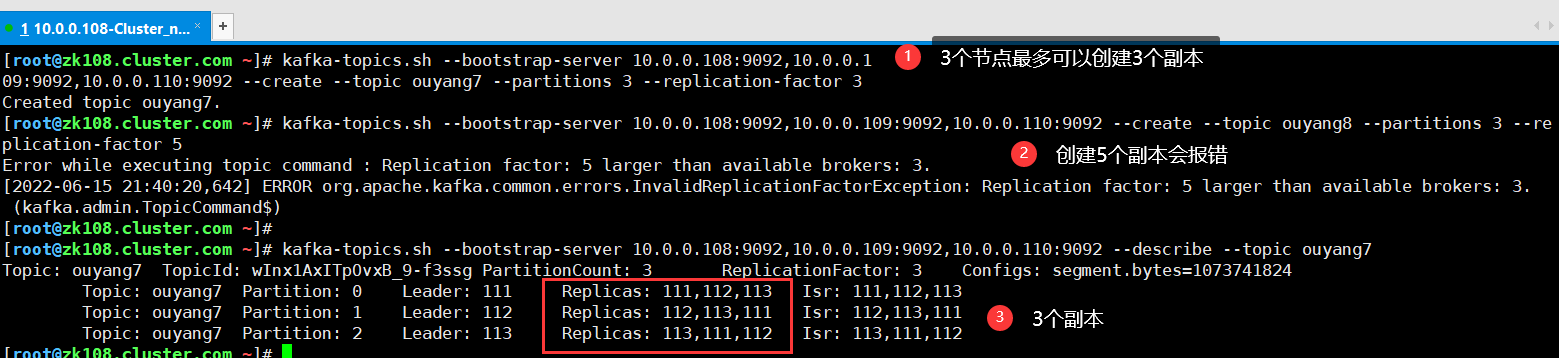 1 10.0.0.108-Cluster_n... × +
[root@zk108.cluster.com ~]# kafka-topics.sh --bootstrap-server 10.0.0.108:9092,10.0.0.1 1 3个节点最多可以创建3个副本
09:9092,10.0.0.110:9092 --create --topic ouyang7 --partitions 3 --replication-factor 3
Created topic ouyang7.
[root@zk108.cluster.com ~]# kafka-topics.sh --bootstrap-server 10.0.0.108:9092,10.0.0.109:9092,10.0.0.110:9092 --create --topic ouyang8 --partitions 3 --re
plication-factor 5
2 创建5个副本会报错
Error while executing topic command : Replication factor: 5 larger than available brokers: 3.
[2022-06-15 21:40:20,642] ERROR org.apache.kafka.common.errors.InvalidReplicationFactorException: Replication factor: 5 larger than available brokers: 3.
(kafka.admin.TopicCommand$)
[root@zk108.cluster.com ~]#
[root@zk108.cluster.com ~]# kafka-topics.sh --bootstrap-server 10.0.0.108:9092,10.0.0.109:9092,10.0.0.110:9092 --describe --topic ouyang7
Topic: ouyang7 TopicId: wInx1AxITpOvxB_9-f3ssg PartitionCount: 3 ReplicationFactor: 3 Configs: segment.bytes=1073741824
Topic: ouyang7 Partition: 0 Leader: 111 Replicas: 111,112,113 Isr: 111,112,113
Topic: ouyang7 Partition: 1 Leader: 112 Replicas: 112,113,111 Isr: 112,113,111
3 3个副本
Topic: ouyang7 Partition: 2 Leader: 113 Replicas: 113,111,112 Isr: 113,111,112
[root@zk108.cluster.com ~]#